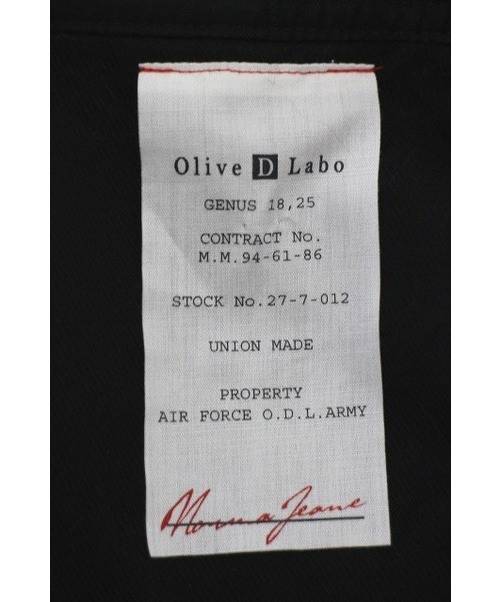 Olive D Labo
GENUS 18,25
CONTRACT No.
M.M.94-61-86
STOCK No.27-7-012
UNION MADE
PROPERTY
AIR FORCE O.D.L.ARMY
Norma Jeane